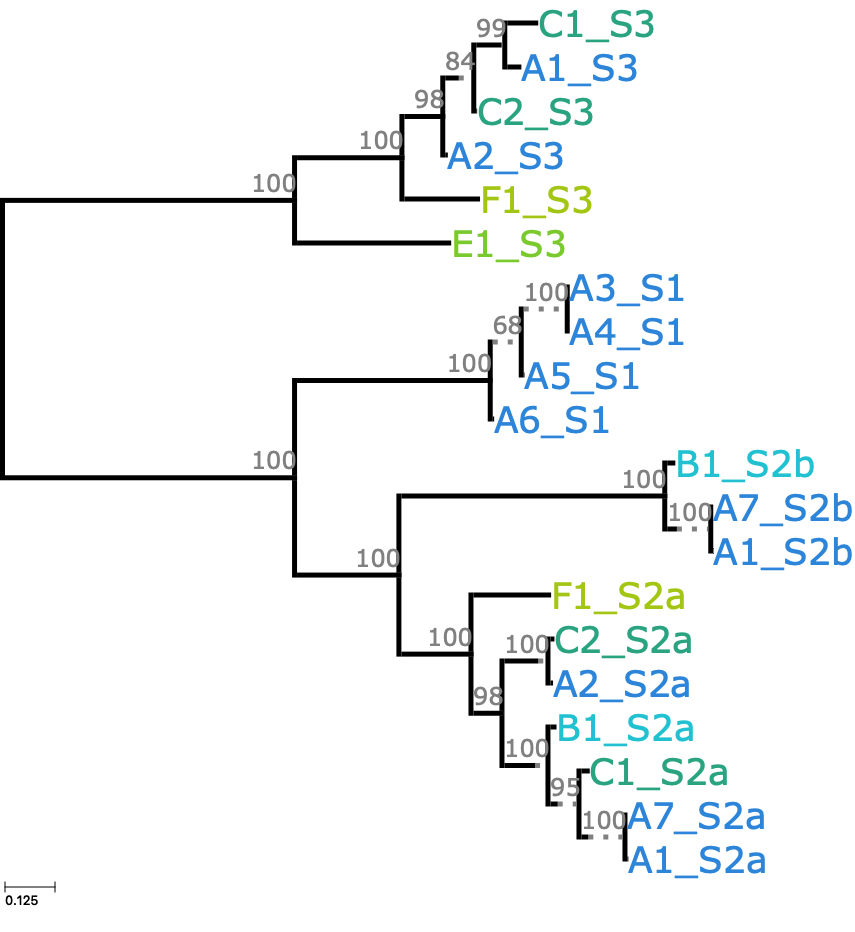 99
C1_S3
84
A1_S3
98
C2_S3
100
A2_S3
100
F1_S3
E1_S3
100
A3_S1
68
A4_S1
100
A5_S1
A6_S1
100
B1_S2b
100
100
A7_S2b
A1_S2b
100
F1_S2a
100
100
C2_S2a
98
A2_S2a
100
B1_S2a
95
C1_S2a
100
A7_S2a
A1_S2a
0.125